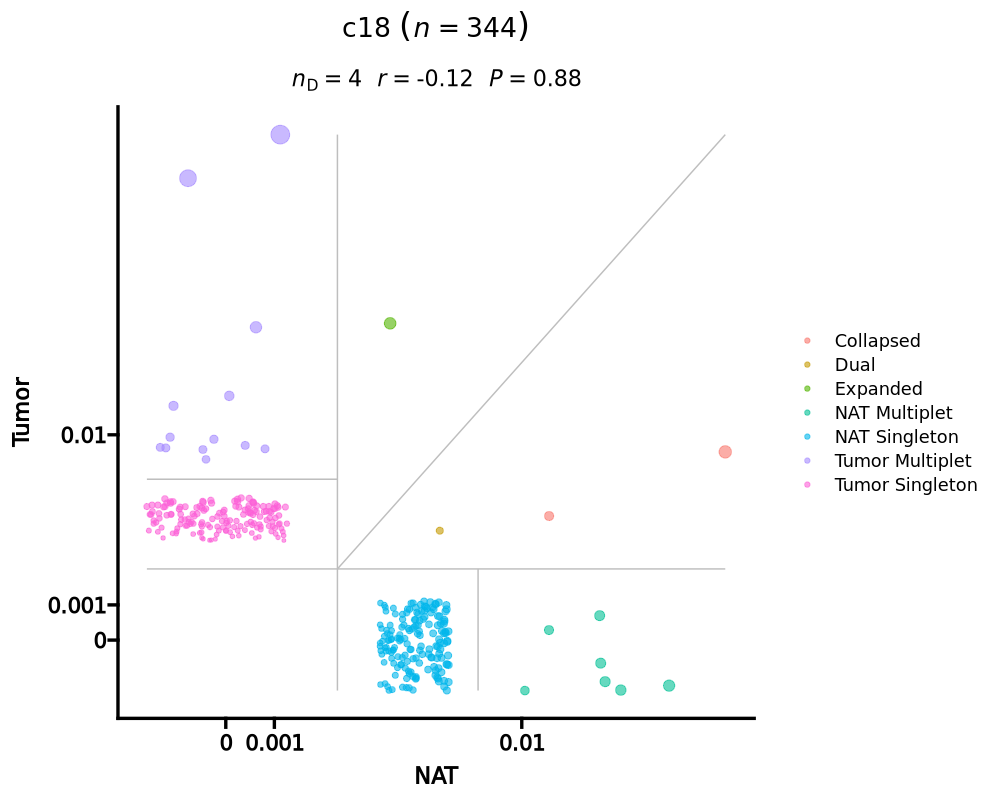 c18 (n = 344)
nD = 4 r = -0.12 P = 0.88
Tumor
0.01
0.001
0
0 0.001 0.01
NAT
Collapsed
Dual
Expanded
NAT Multiplet
NAT Singleton
Tumor Multiplet
Tumor Singleton